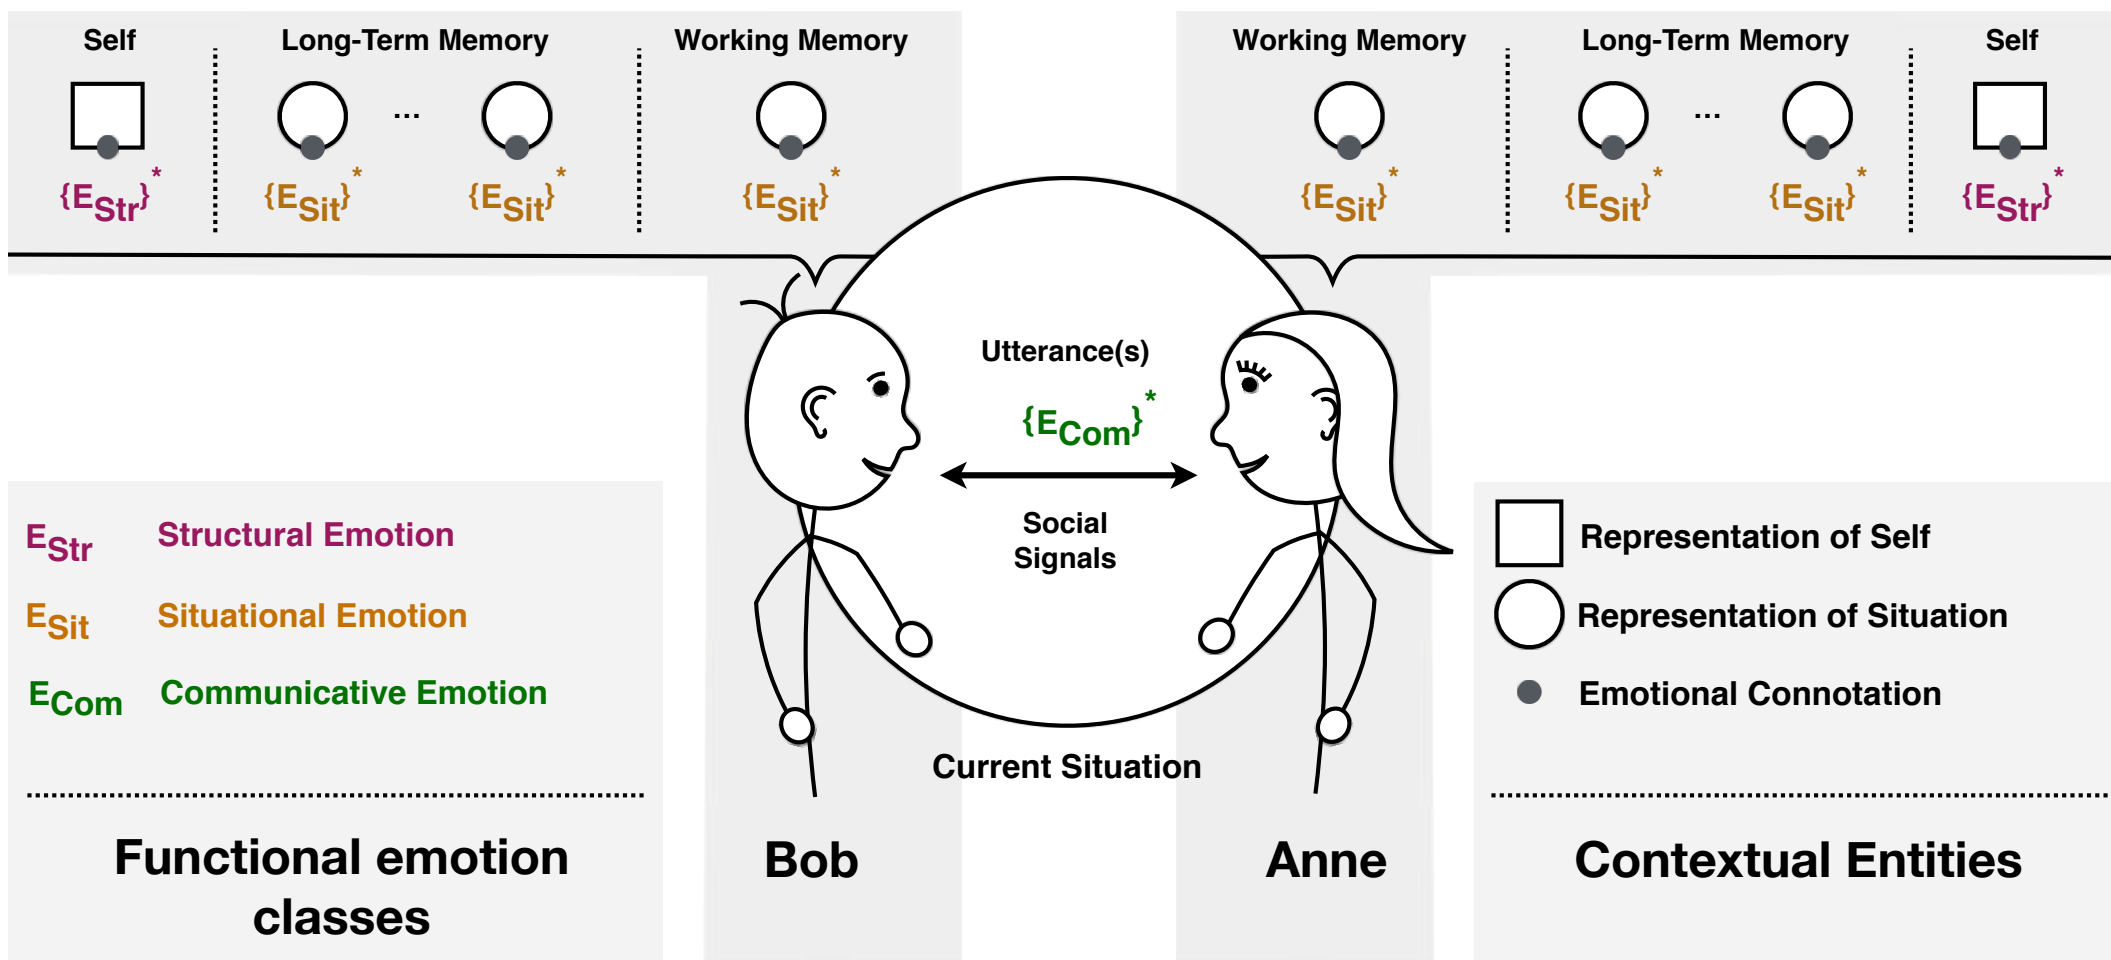 Self Long-Term Memory Working Memory Working Memory Long-Term Memory Self
... ...
{EStr}* {ESit}* {ESit}* {ESit}* {ESit}* {ESit}* {ESit}* {EStr}*
Utterance(s)
{ECom}*
Social
Signals
Current Situation
EStr Structural Emotion
ESit Situational Emotion
ECom Communicative Emotion
Functional emotion
classes
Bob
Anne
Representation of Self
Representation of Situation
Emotional Connotation
Contextual Entities